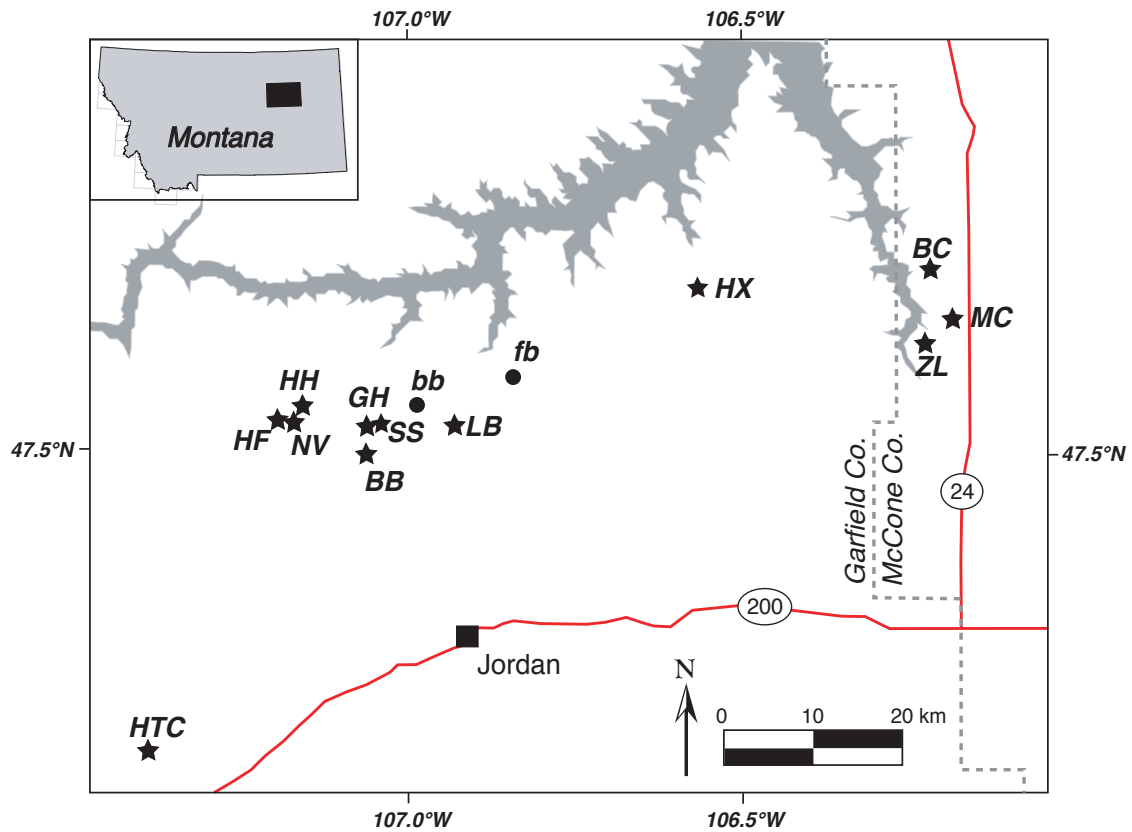 107.0°W 106.5°W
Montana
BC
HX
MC
fb
ZL
HH
bb
GH
HF
NV
SS
LB
47.5°N
47.5°N
BB
Garfield Co.
McCone Co.
24
200
Jordan
N
0 10 20 km
HTC
107.0°W 106.5°W